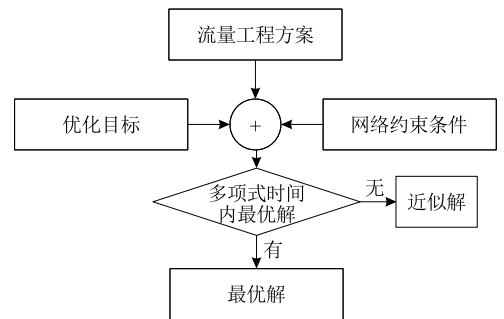 流量工程方案
优化目标
+
网络约束条件
多项式时间
内最优解
无
近似解
有
最优解